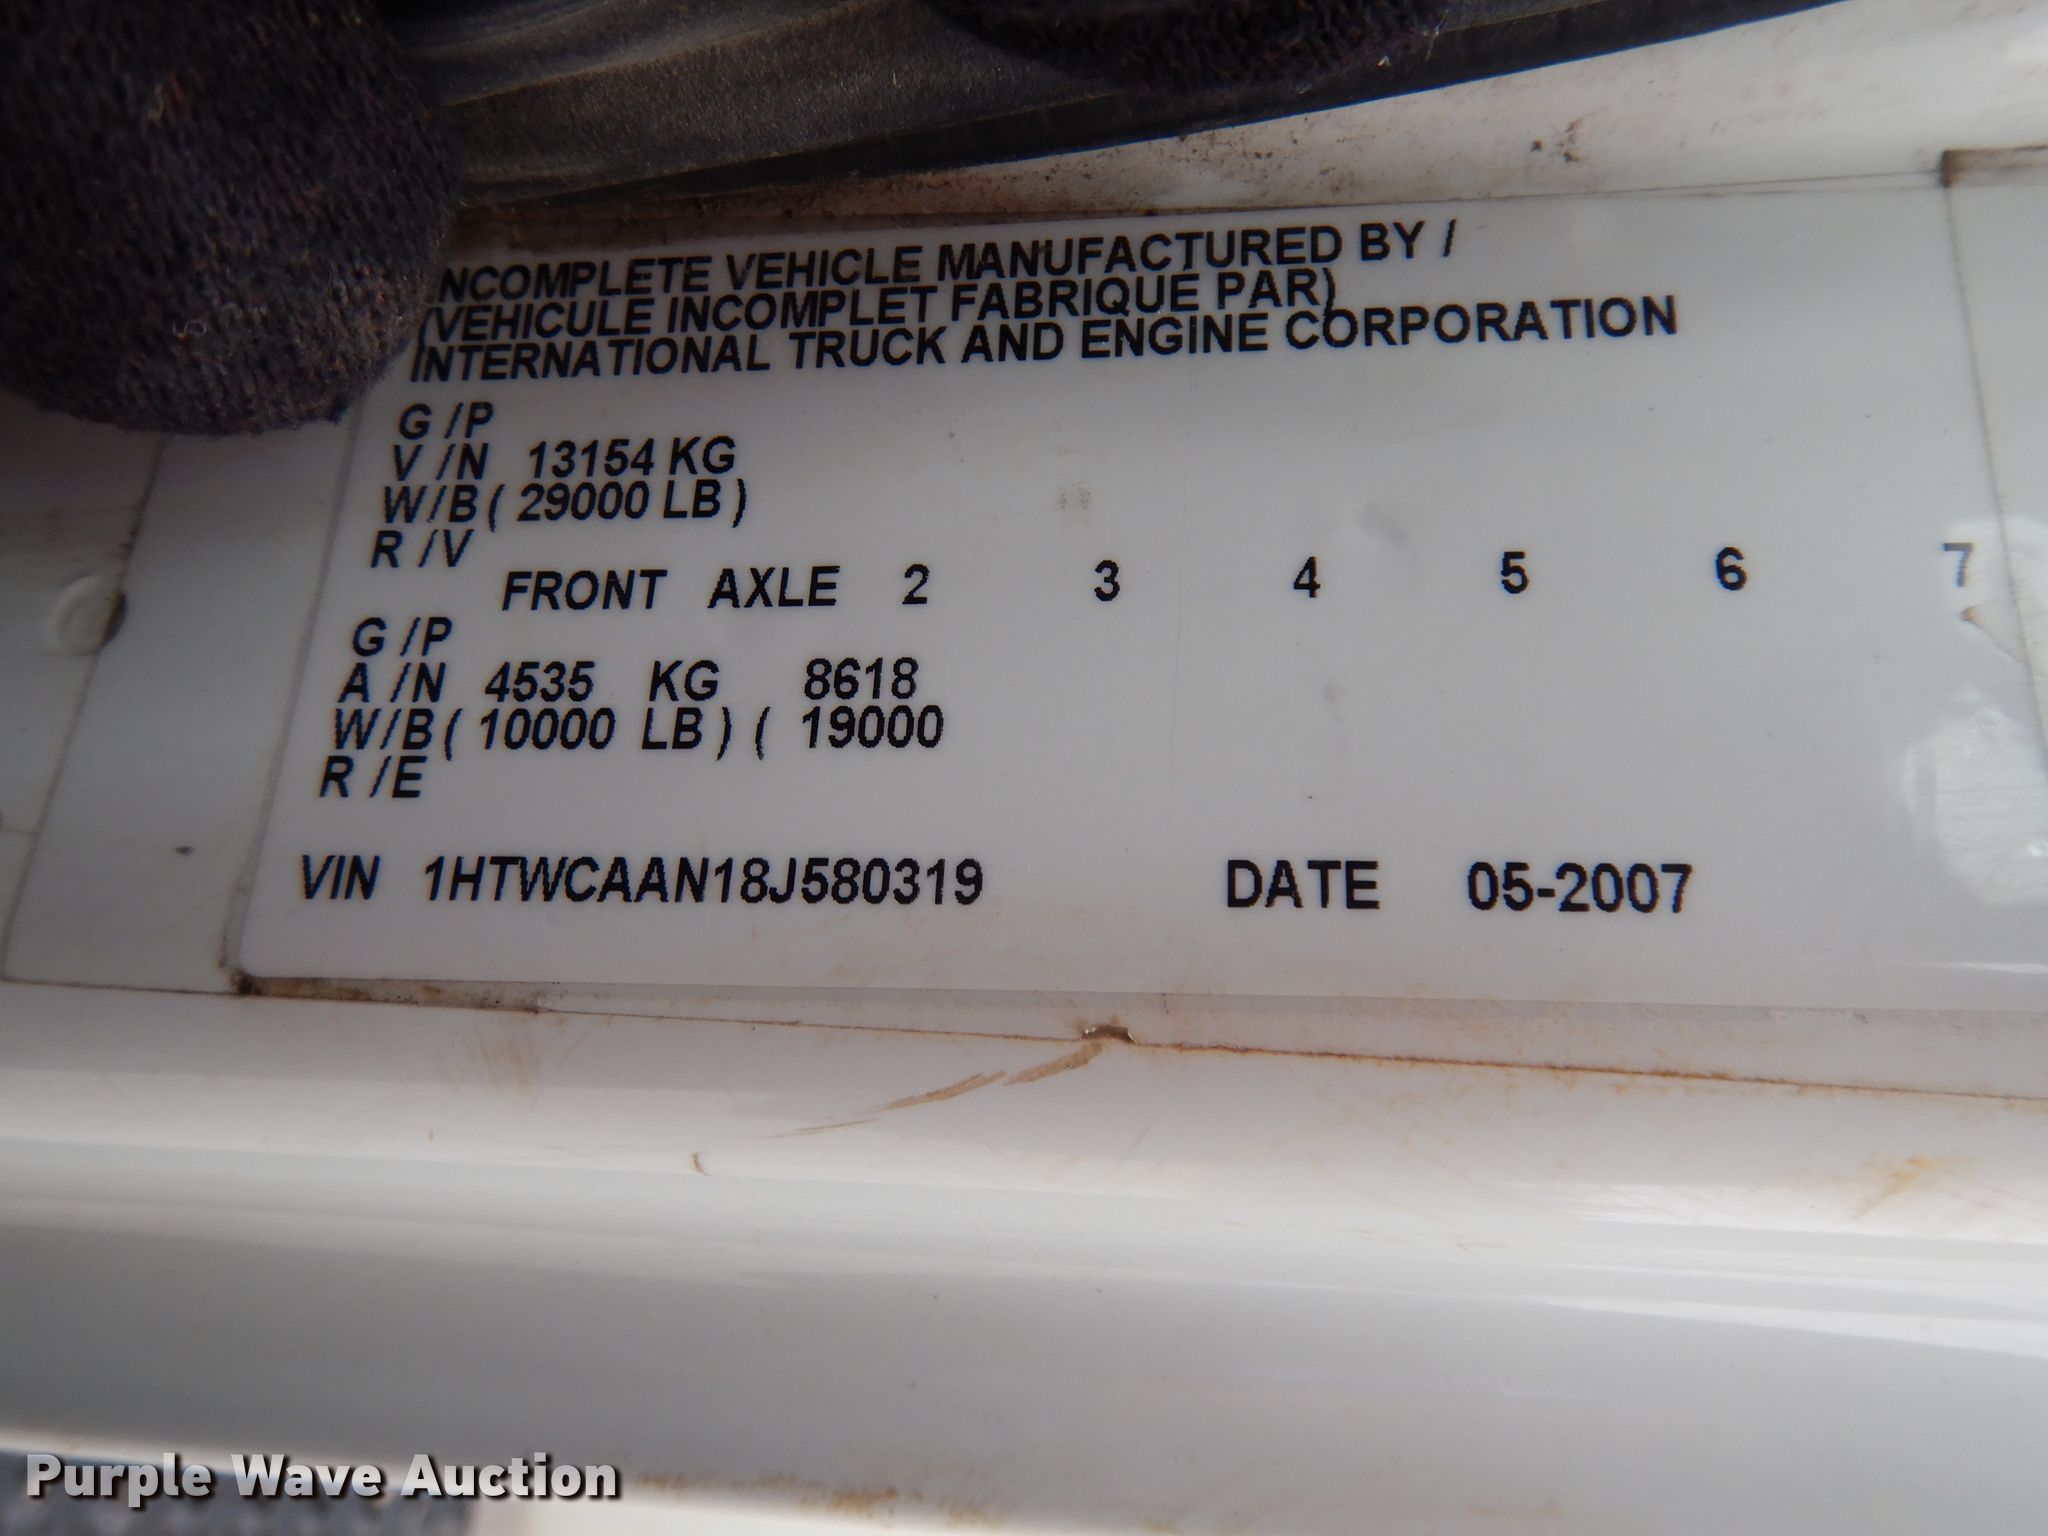 INCOMPLETE VEHICLE MANUFACTURED BY /
(VEHICULE INCOMPLET FABRIQUE PAR)
INTERNATIONAL TRUCK AND ENGINE CORPORATION
G /P
V /N 13154 KG
W/B ( 29000 LB )
R /V
FRONT AXLE 2 3 4 5 6 7
G /P
A /N 4535 KG 8618
W/B ( 10000 LB ) ( 19000
R /E
VIN 1HTWCAAN18J580319 DATE 05-2007
Purple Wave Auction